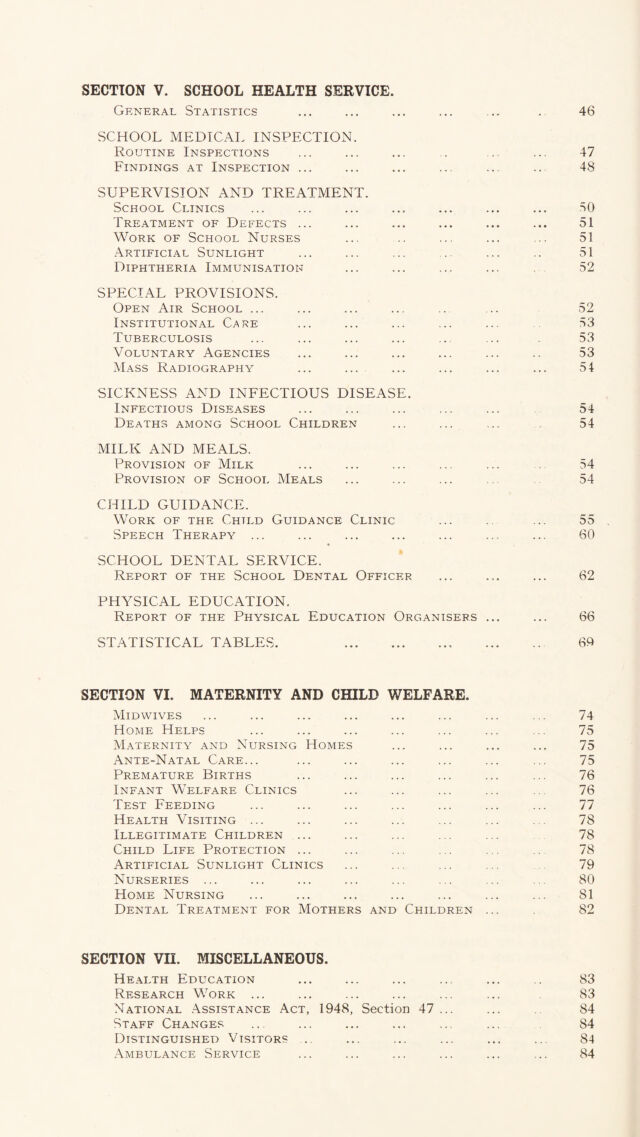 SECTION V. SCHOOL HEALTH SERVICE.
General Statistics ... ... ... ... ... . 46
SCHOOL MEDICAL INSPECTION.
Routine Inspections ... ... ... . ... ... 47
Findings at Inspection ... ... ... ... ... ... ... 48
SUPERVISION AND TREATMENT.
School Clinics ... ... ... ... ... ... ... 50
Treatment of Defects ... ... ... ... ... ... ... 51
Work of School Nurses ... .. ... ... ... 51
Artificial Sunlight ... ... ... ... ... .. 51
Diphtheria Immunisation ... ... ... ... . 52
SPECIAL PROVISIONS.
Open Air School ... ... ... ... ... ... 52
Institutional Care ... ... ... ... ... 53
Tuberculosis ... ... ... ... ... ... . 53
Voluntary Agencies ... ... ... ... ... .. 53
Mass Radiography ... ... ... ... ... ... 54
SICKNESS AND INFECTIOUS DISEASE.
Infectious Diseases ... ... ... ... ... 54
Deaths among School Children ... ... ... 54
MILK AND MEALS.
Provision of Milk ... ... ... ... ... 54
Provision of School Meals ... ... ... ... 54
CHILD GUIDANCE.
Work of the Child Guidance Clinic ... .. ... 55
Speech Therapy ... ... ... ... ... ... ... 60
SCHOOL DENTAL SERVICE.
Report of the School Dental Officer ... ... ... 62
PHYSICAL EDUCATION.
Report of the Physical Education Organisers ... ... 66
STATISTICAL TABLES. ... ... ... ... .. 69
SECTION VI. MATERNITY AND CHILD WELFARE.
Midwives ... ... ... ... ... ... ... ... 74
Home Helps ... ... ... ... ... ... ... 75
Maternity and Nursing Homes ... ... ... ... 75
Ante-Natal Care... ... ... ... ... ... ... ... 75
Premature Births ... ... ... ... ... ... 76
Infant Welfare Clinics ... ... ... ... ... 76
Test Feeding ... ... ... ... ... ... ... 77
Health Visiting ... ... ... ... ... ... ... ... 78
Illegitimate Children ... ... ... ... ... ... 78
Child Life Protection ... ... ... ... ... ... 78
Artificial Sunlight Clinics ... ... ... ... ... 79
Nurseries ... ... ... ... ... ... ... ... 80
Home Nursing ... ... ... ... ... ... ... 81
Dental Treatment for Mothers and Children ... . 82
SECTION VII. MISCELLANEOUS.
Health Education ... ... ... ... ... .. 83
Research Work ... ... ... ... ... ... 83
National Assistance Act, 1948, Section 47 ... ... .. 84
Staff Changes ... ... ... ... ... ... 84
Distinguished Visitors ... ... ... ... ... ... 84
Ambulance Service ... ... ... ... ... ... 84